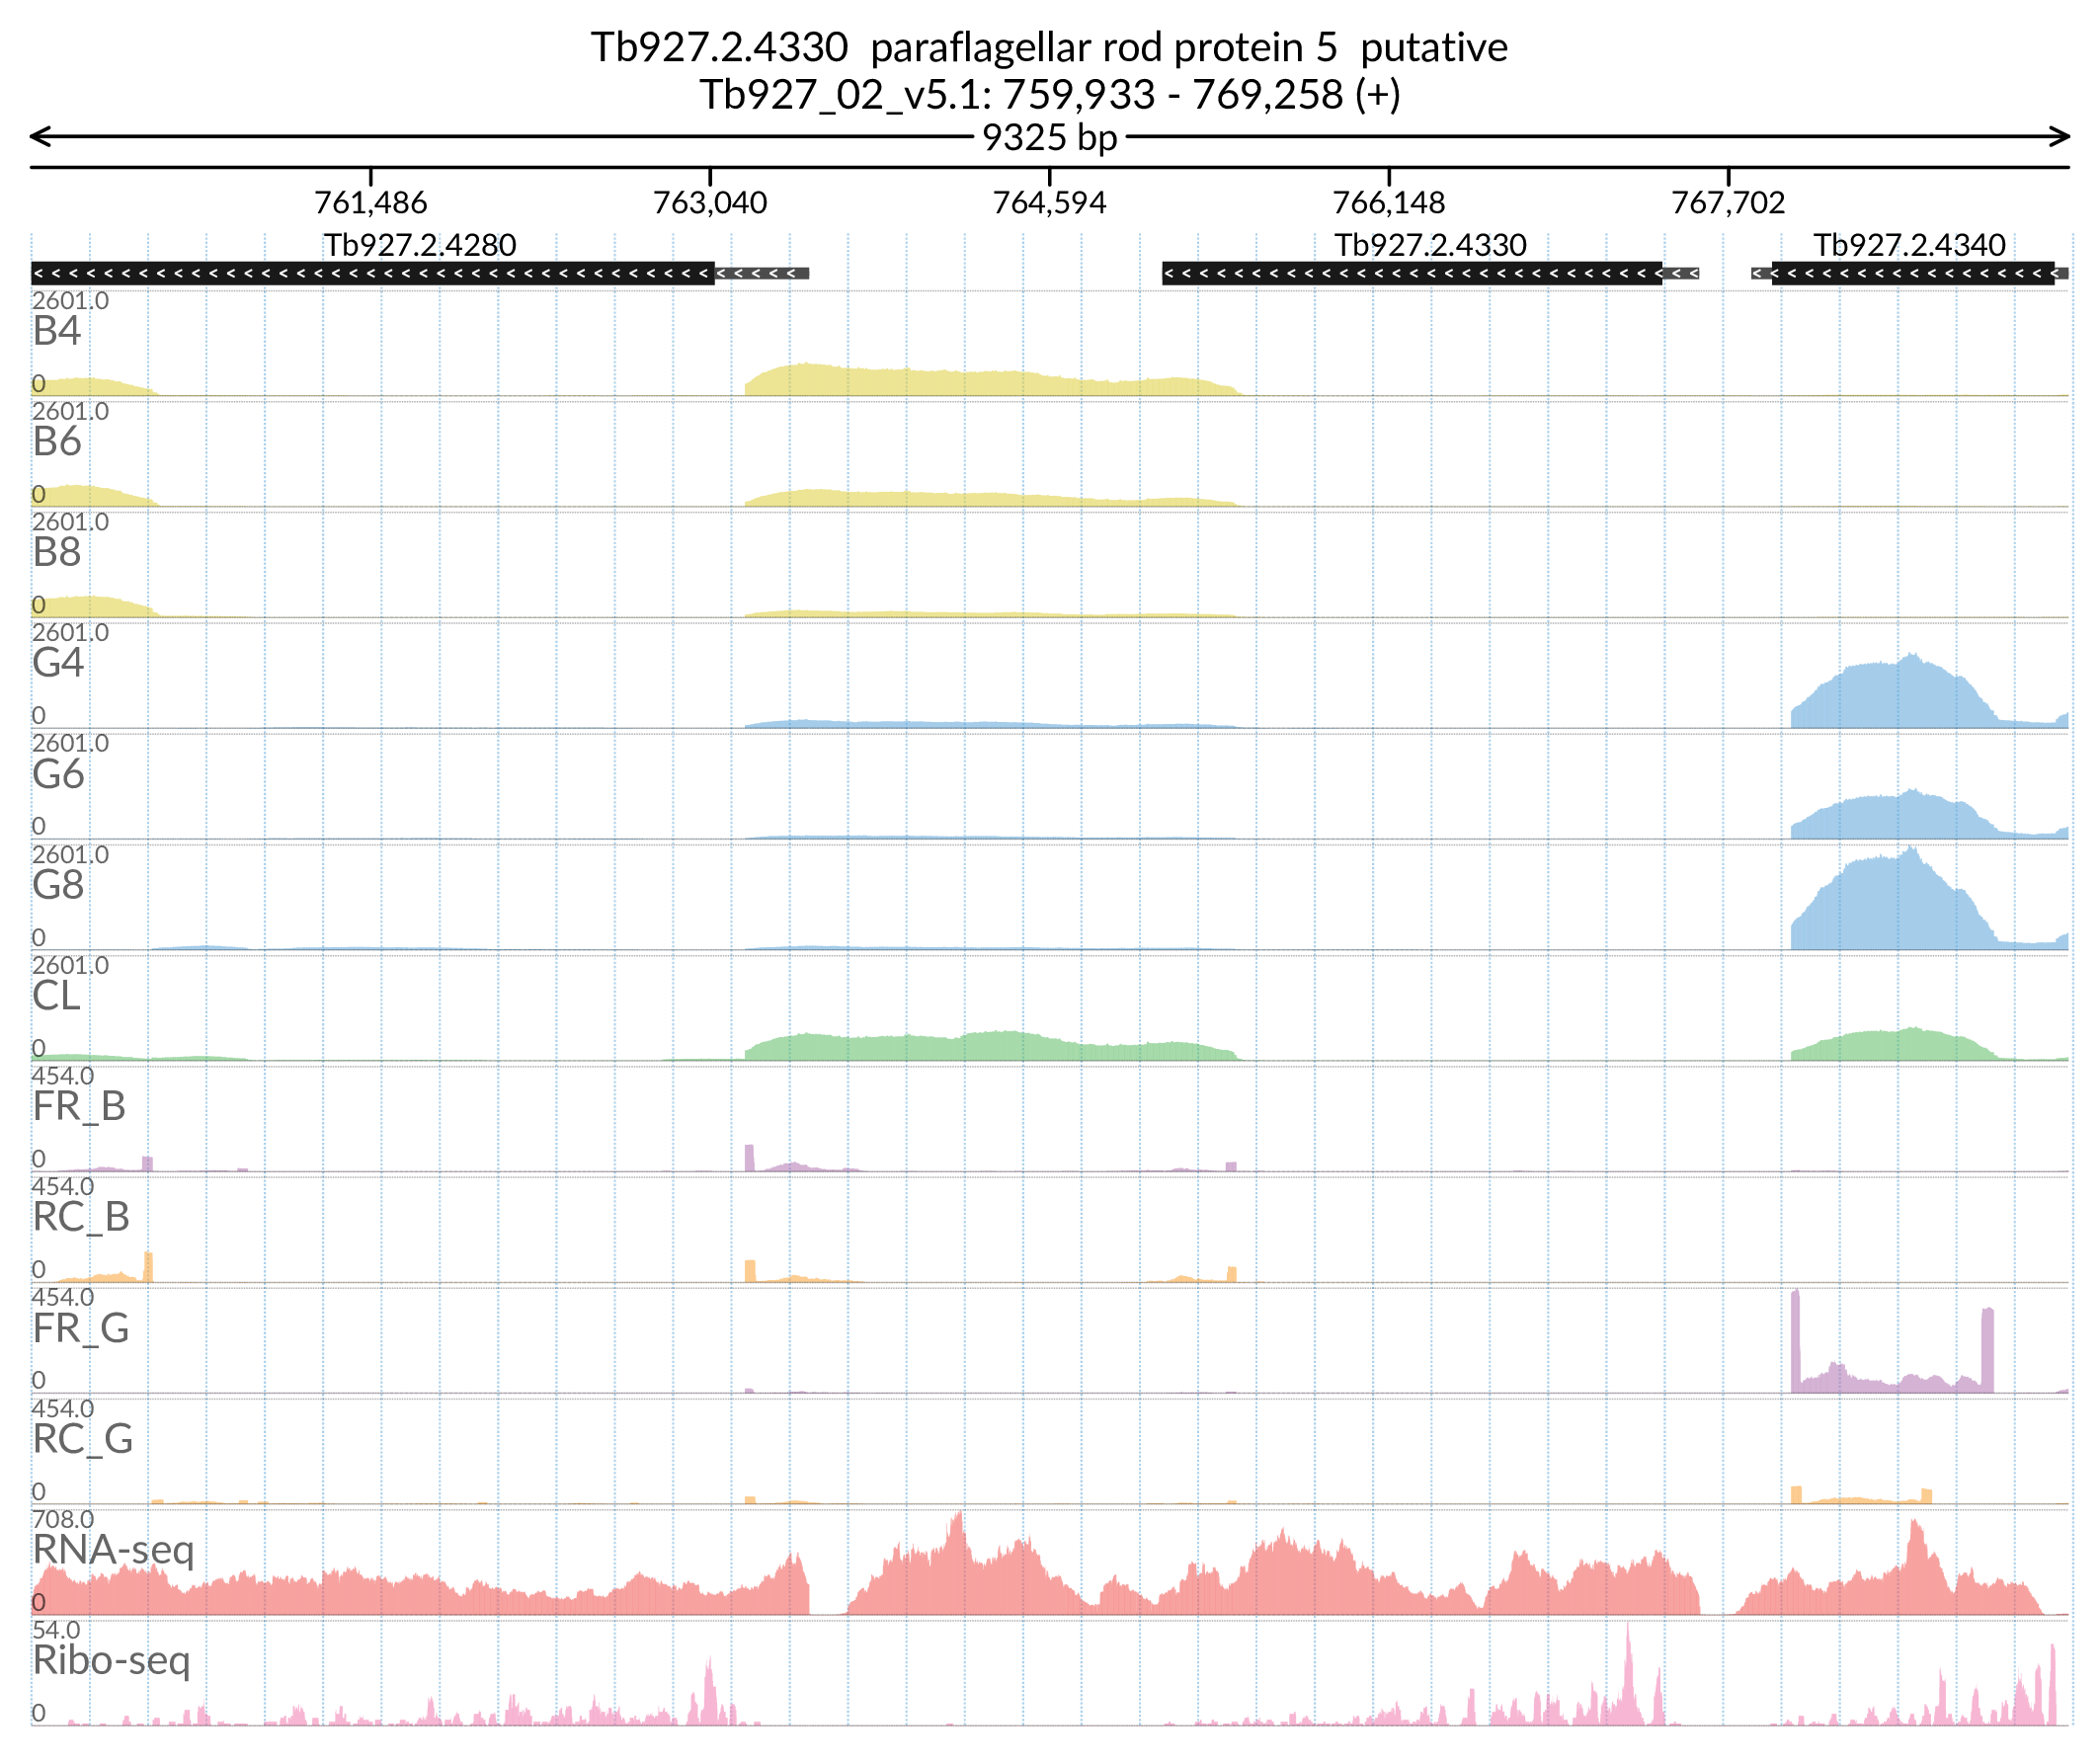 Tb927.2.4330 paraflagellar rod protein 5 putative
Tb927_02_v5.1: 759,933 - 769,258 (+)
9325 bp
761,486 763,040 764,594 766,148 767,702
Tb927.2.4280 Tb927.2.4330 Tb927.2.4340
2601.0
B4
0
2601.0
B6
0
2601.0
B8
0
2601.0
G4
0
2601.0
G6
0
2601.0
G8
0
2601.0
CL
0
454.0
FR_B
0
454.0
RC_B
0
454.0
FR_G
0
454.0
RC_G
0
708.0
RNA-seq
0
54.0
Ribo-seq
0